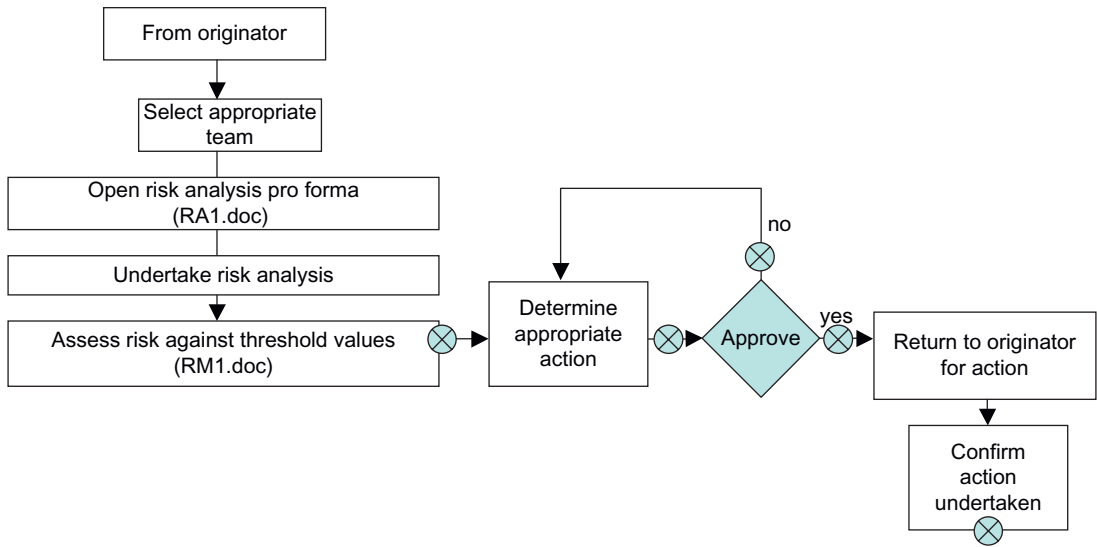 From originator
Select appropriate
team
Open risk analysis pro forma
(RA1.doc)
Undertake risk analysis
Assess risk against threshold values
(RM1.doc)
Determine
appropriate
action
no
Approve
yes
Return to originator
for action
Confirm
action
undertaken